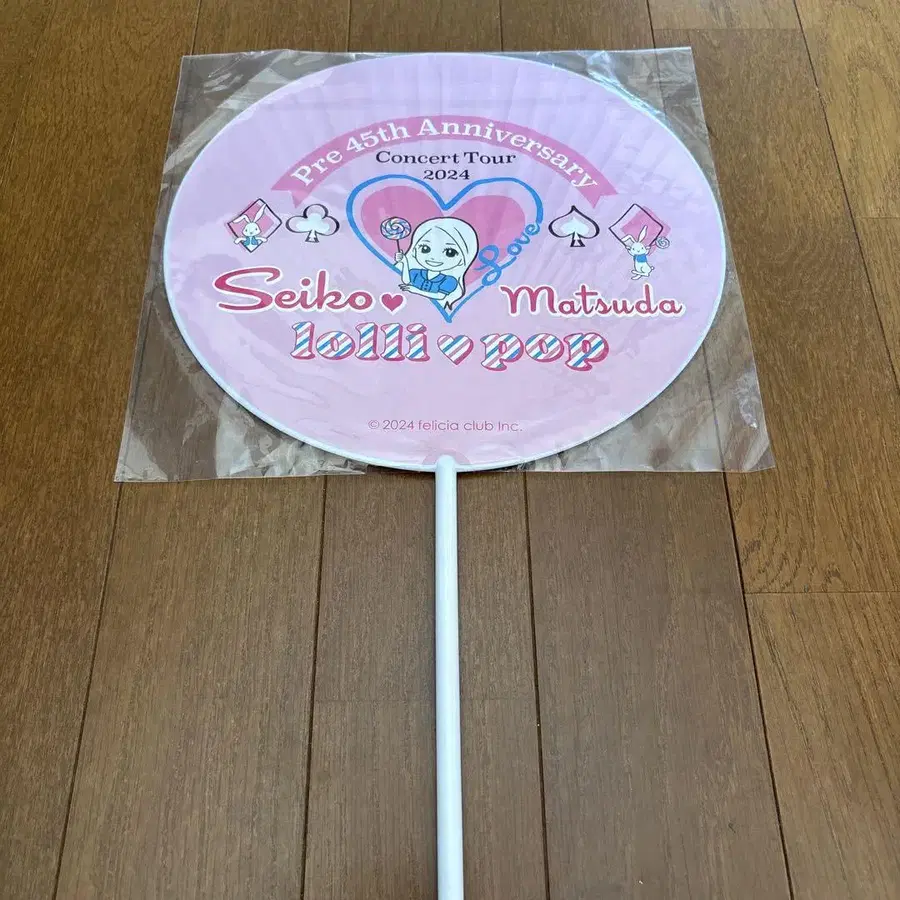 Pre 45th Anniversary
Concert Tour
2024
Love
Seiko♥ Matsuda
lolli♥pop
© 2024 felicia club Inc.